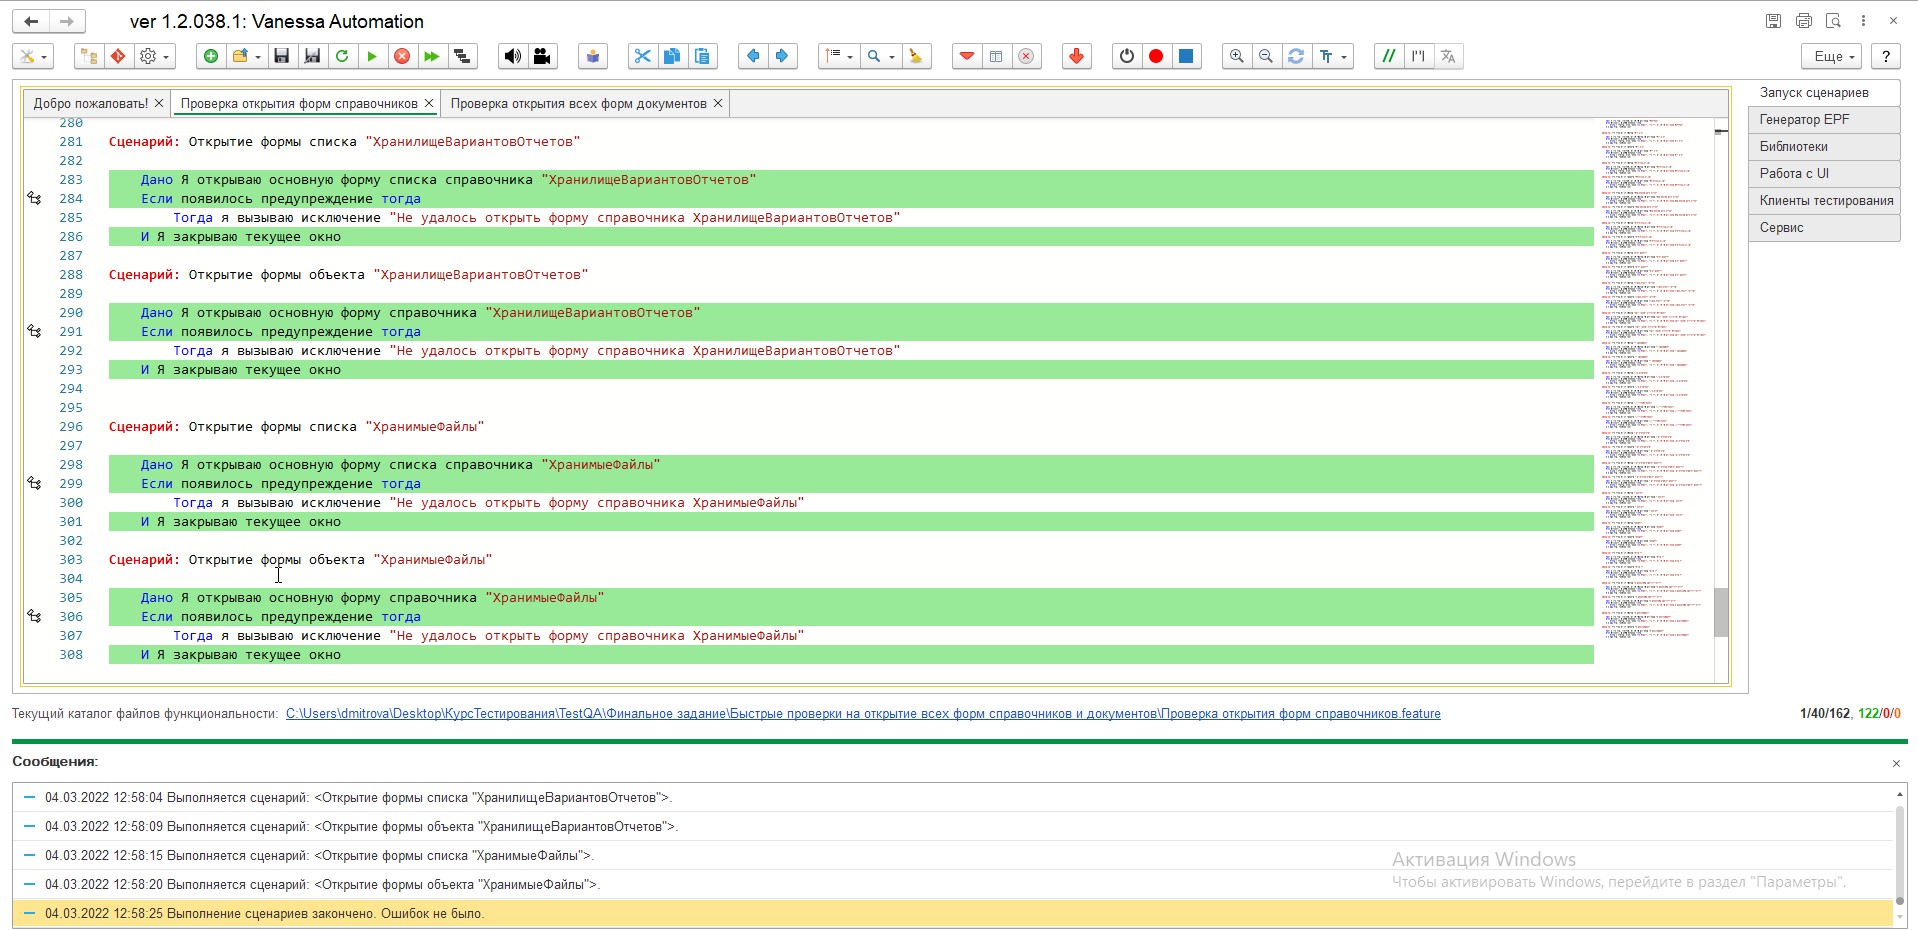 ver 1.2.038.1: Vanessa Automation
Еще
?
Добро пожаловать!
Проверка открытия форм справочников
Проверка открытия всех форм документов
Запуск сценариев
Генератор EPF
Библиотеки
Работа с UI
Клиенты тестирования
Сервис
280
281 Сценарий: Открытие формы списка "ХранилищеВариантовОтчетов"
282
283 Дано Я открываю основную форму списка справочника "ХранилищеВариантовОтчетов"
284 Если появилось предупреждение тогда
285 Тогда я вызываю исключение "Не удалось открыть форму справочника ХранилищеВариантовОтчетов"
286 И Я закрываю текущее окно
287
288 Сценарий: Открытие формы объекта "ХранилищеВариантовОтчетов"
289
290 Дано Я открываю основную форму справочника "ХранилищеВариантовОтчетов"
291 Если появилось предупреждение тогда
292 Тогда я вызываю исключение "Не удалось открыть форму справочника ХранилищеВариантовОтчетов"
293 И Я закрываю текущее окно
294
295
296 Сценарий: Открытие формы списка "ХранимыеФайлы"
297
298 Дано Я открываю основную форму списка справочника "ХранимыеФайлы"
299 Если появилось предупреждение тогда
300 Тогда я вызываю исключение "Не удалось открыть форму справочника ХранимыеФайлы"
301 И Я закрываю текущее окно
302
303 Сценарий: Открытие формы объекта "ХранимыеФайлы"
304
305 Дано Я открываю основную форму справочника "ХранимыеФайлы"
306 Если появилось предупреждение тогда
307 Тогда я вызываю исключение "Не удалось открыть форму справочника ХранимыеФайлы"
308 И Я закрываю текущее окно
Текущий каталог файлов функциональности: C:\Users\dmitrova\Desktop\КурсТестирования\TestQA\Финальное задание\Быстрые проверки на открытие всех форм справочников и документов\Проверка открытия форм справочников.feature
1/40/162, 122/0/0
Сообщения:
04.03.2022 12:58:04 Выполняется сценарий: <Открытие формы списка "ХранилищеВариантовОтчетов">.
04.03.2022 12:58:09 Выполняется сценарий: <Открытие формы объекта "ХранилищеВариантовОтчетов">.
04.03.2022 12:58:15 Выполняется сценарий: <Открытие формы списка "ХранимыеФайлы">.
04.03.2022 12:58:20 Выполняется сценарий: <Открытие формы объекта "ХранимыеФайлы">.
04.03.2022 12:58:25 Выполнение сценариев закончено. Ошибок не было.
Активация Windows
Чтобы активировать Windows, перейдите в раздел "Параметры".